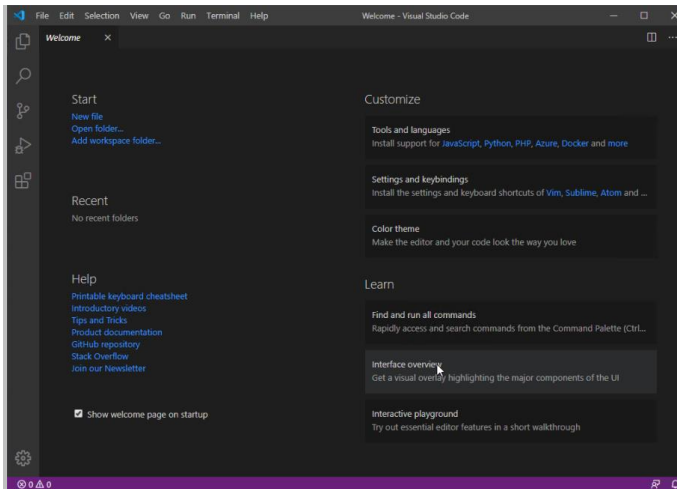 File Edit Selection View Go Run Terminal Help Welcome - Visual Studio Code
Welcome
Start
New file
Open folder...
Add workspace folder...
Recent
No recent folders
Help
Printable keyboard cheatsheet
Introductory videos
Tips and Tricks
Product documentation
GitHub repository
Stack Overflow
Join our Newsletter
Show welcome page on startup
Customize
Tools and languages
Install support for JavaScript, Python, PHP, Azure, Docker and more
Settings and keybindings
Install the settings and keyboard shortcuts of Vim, Sublime, Atom and ...
Color theme
Make the editor and your code look the way you love
Learn
Find and run all commands
Rapidly access and search commands from the Command Palette (Ctrl...
Interface overview
Get a visual overlay highlighting the major components of the UI
Interactive playground
Try out essential editor features in a short walkthrough
0 0